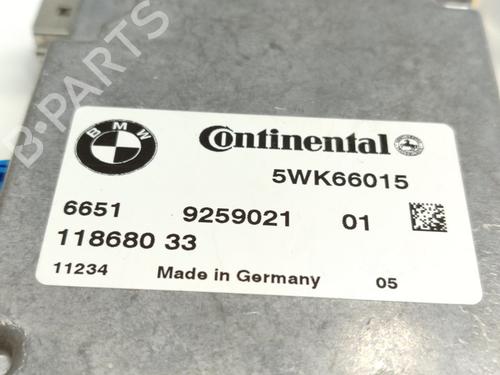 B-PARTS
BMW
Continental
5WK66015
6651 9259021 01
118680 33
11234 Made in Germany 05